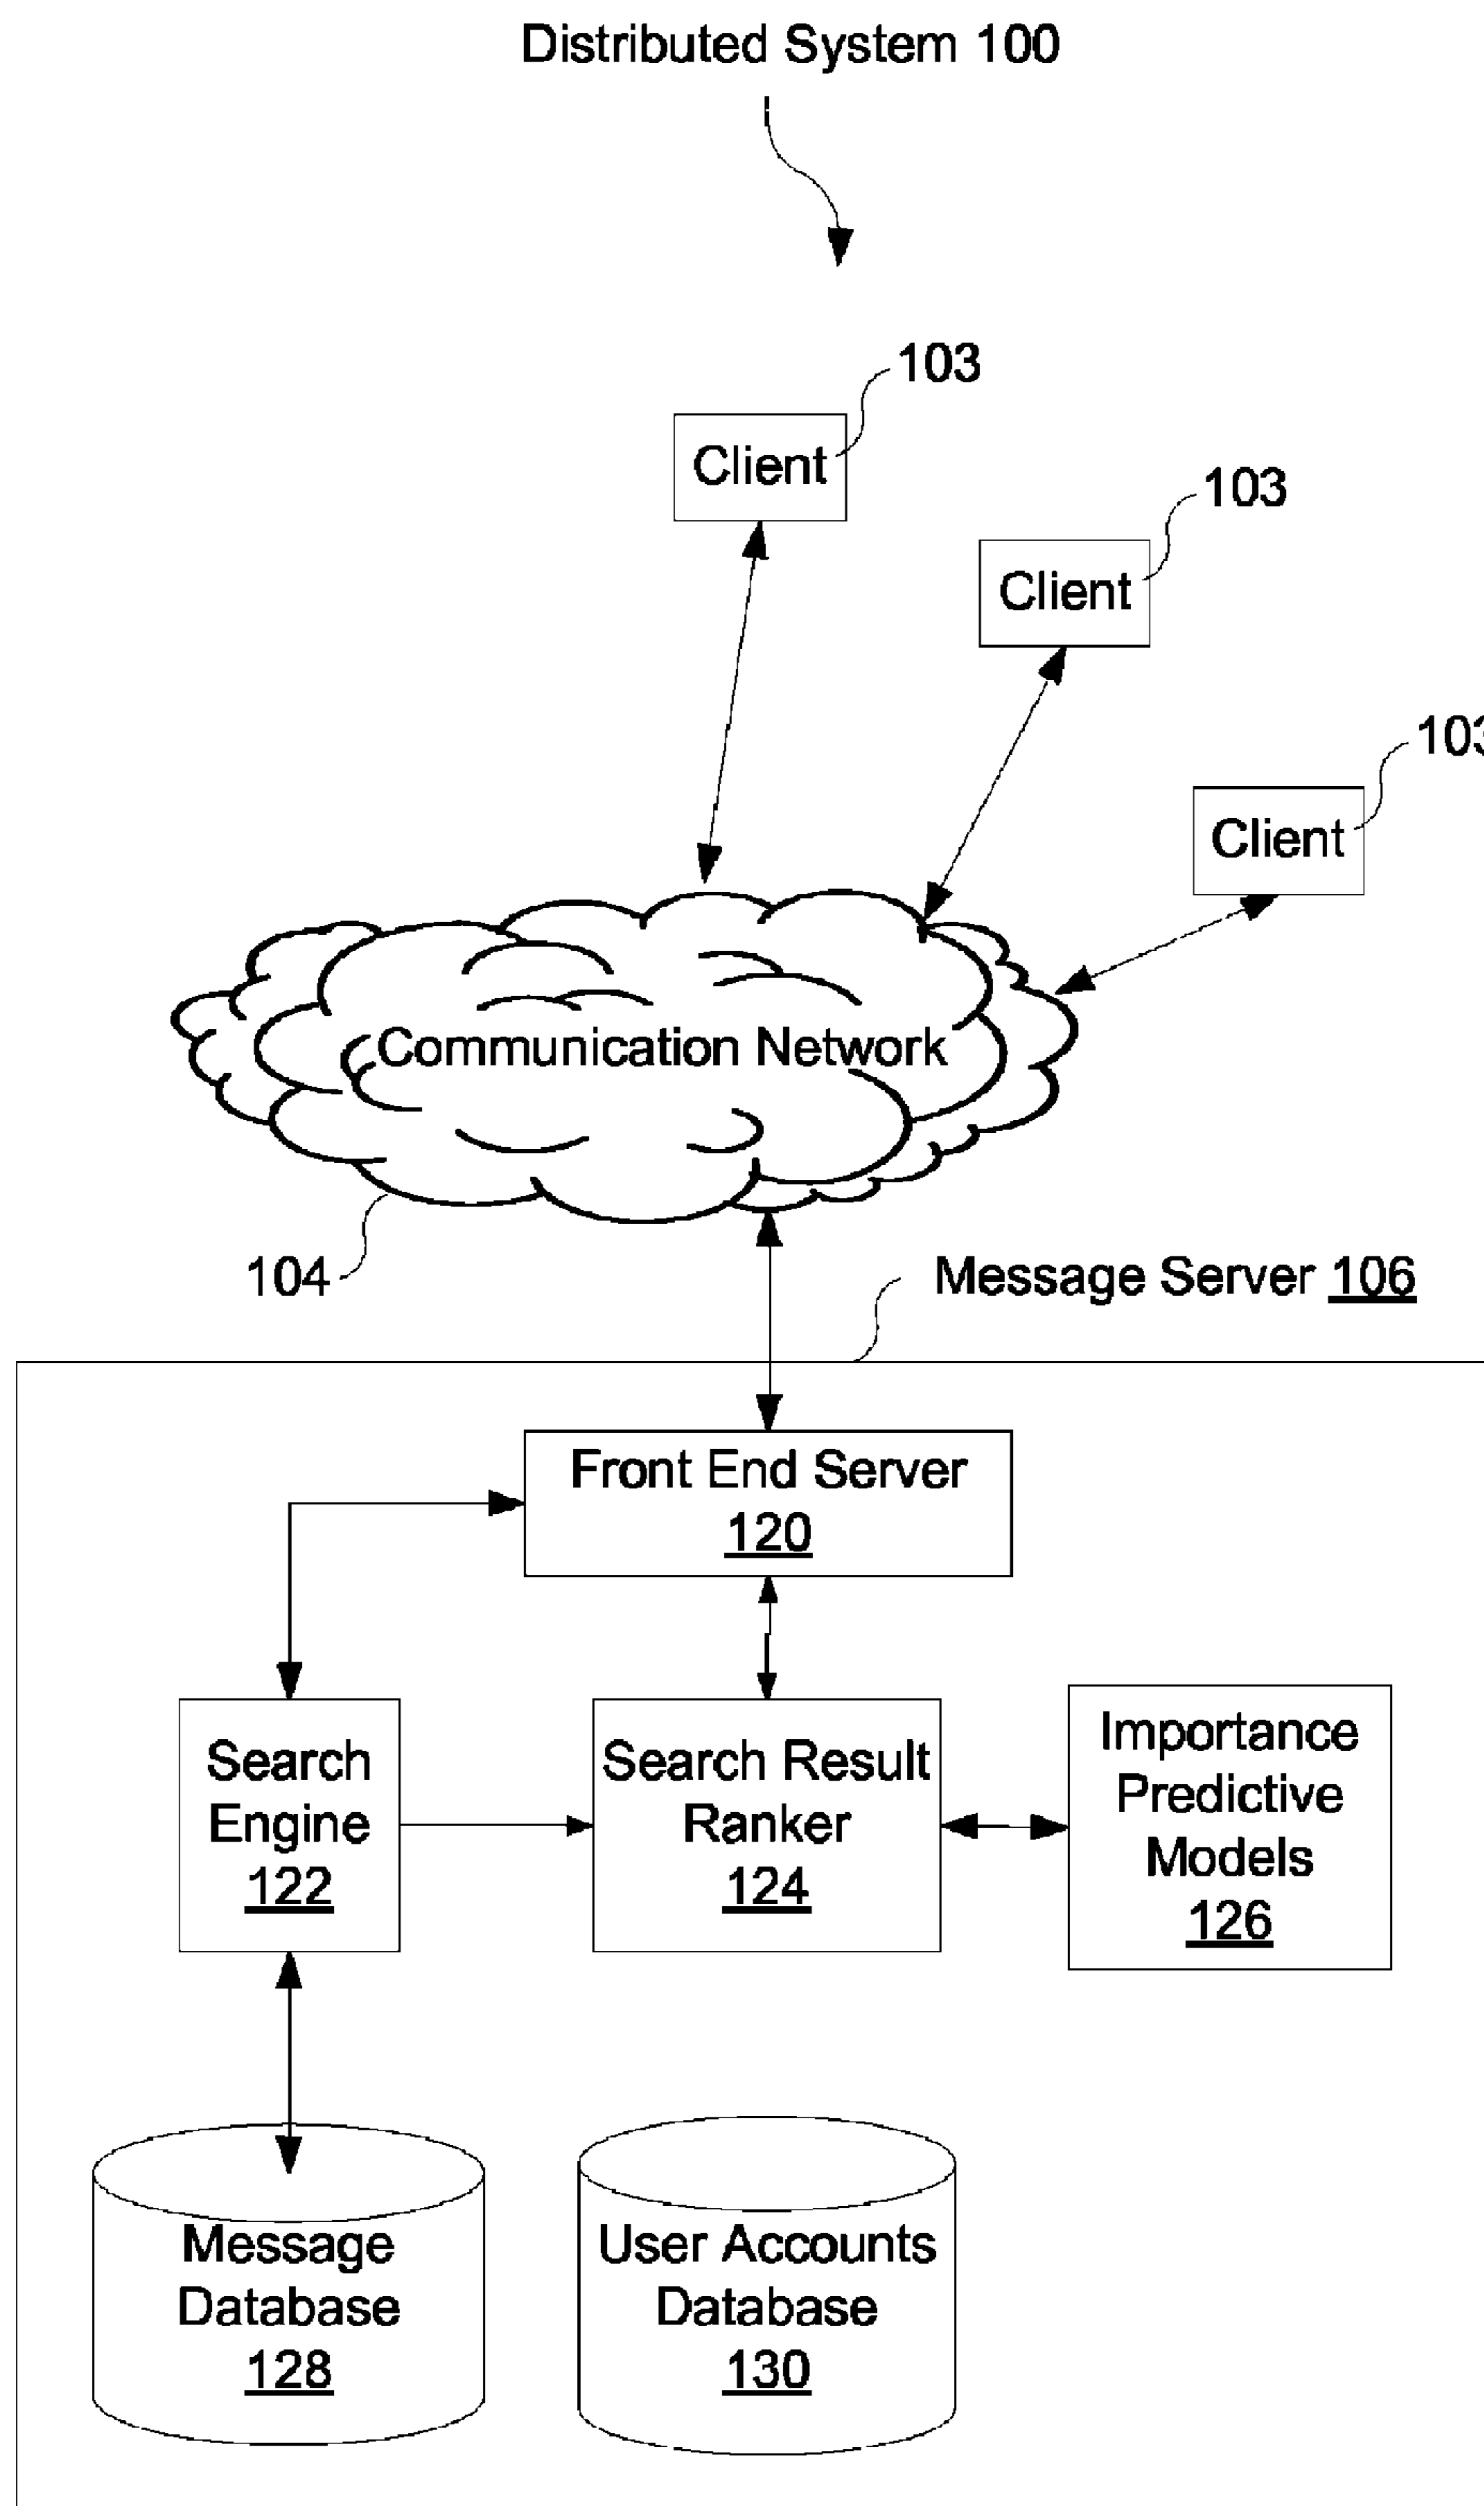 Distributed System 100
103
Client
103
Client
103
Client
Communication Network
104
Message Server 106
Front End Server
120
Search
Engine
122
Search Result
Ranker
124
Importance
Predictive
Models
126
Message
Database
128
User Accounts
Database
130